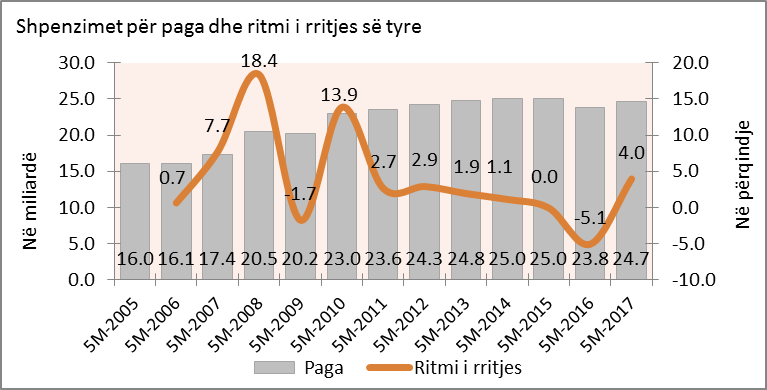 Shpenzimet për paga dhe ritmi i rritjes së tyre
30.0
25.0
20.0
15.0
10.0
5.0
0.0
Në miliardë
20.0
15.0
10.0
5.0
0.0
-5.0
-10.0
Në përqindje
0.7
7.7
18.4
-1.7
13.9
2.7
2.9
1.9
1.1
0.0
-5.1
4.0
16.0 16.1 17.4 20.5 20.2 23.0 23.6 24.3 24.8 25.0 25.0 23.8 24.7
5M-2005
5M-2006
5M-2007
5M-2008
5M-2009
5M-2010
5M-2011
5M-2012
5M-2013
5M-2014
5M-2015
5M-2016
5M-2017
Paga
Ritmi i rritjes